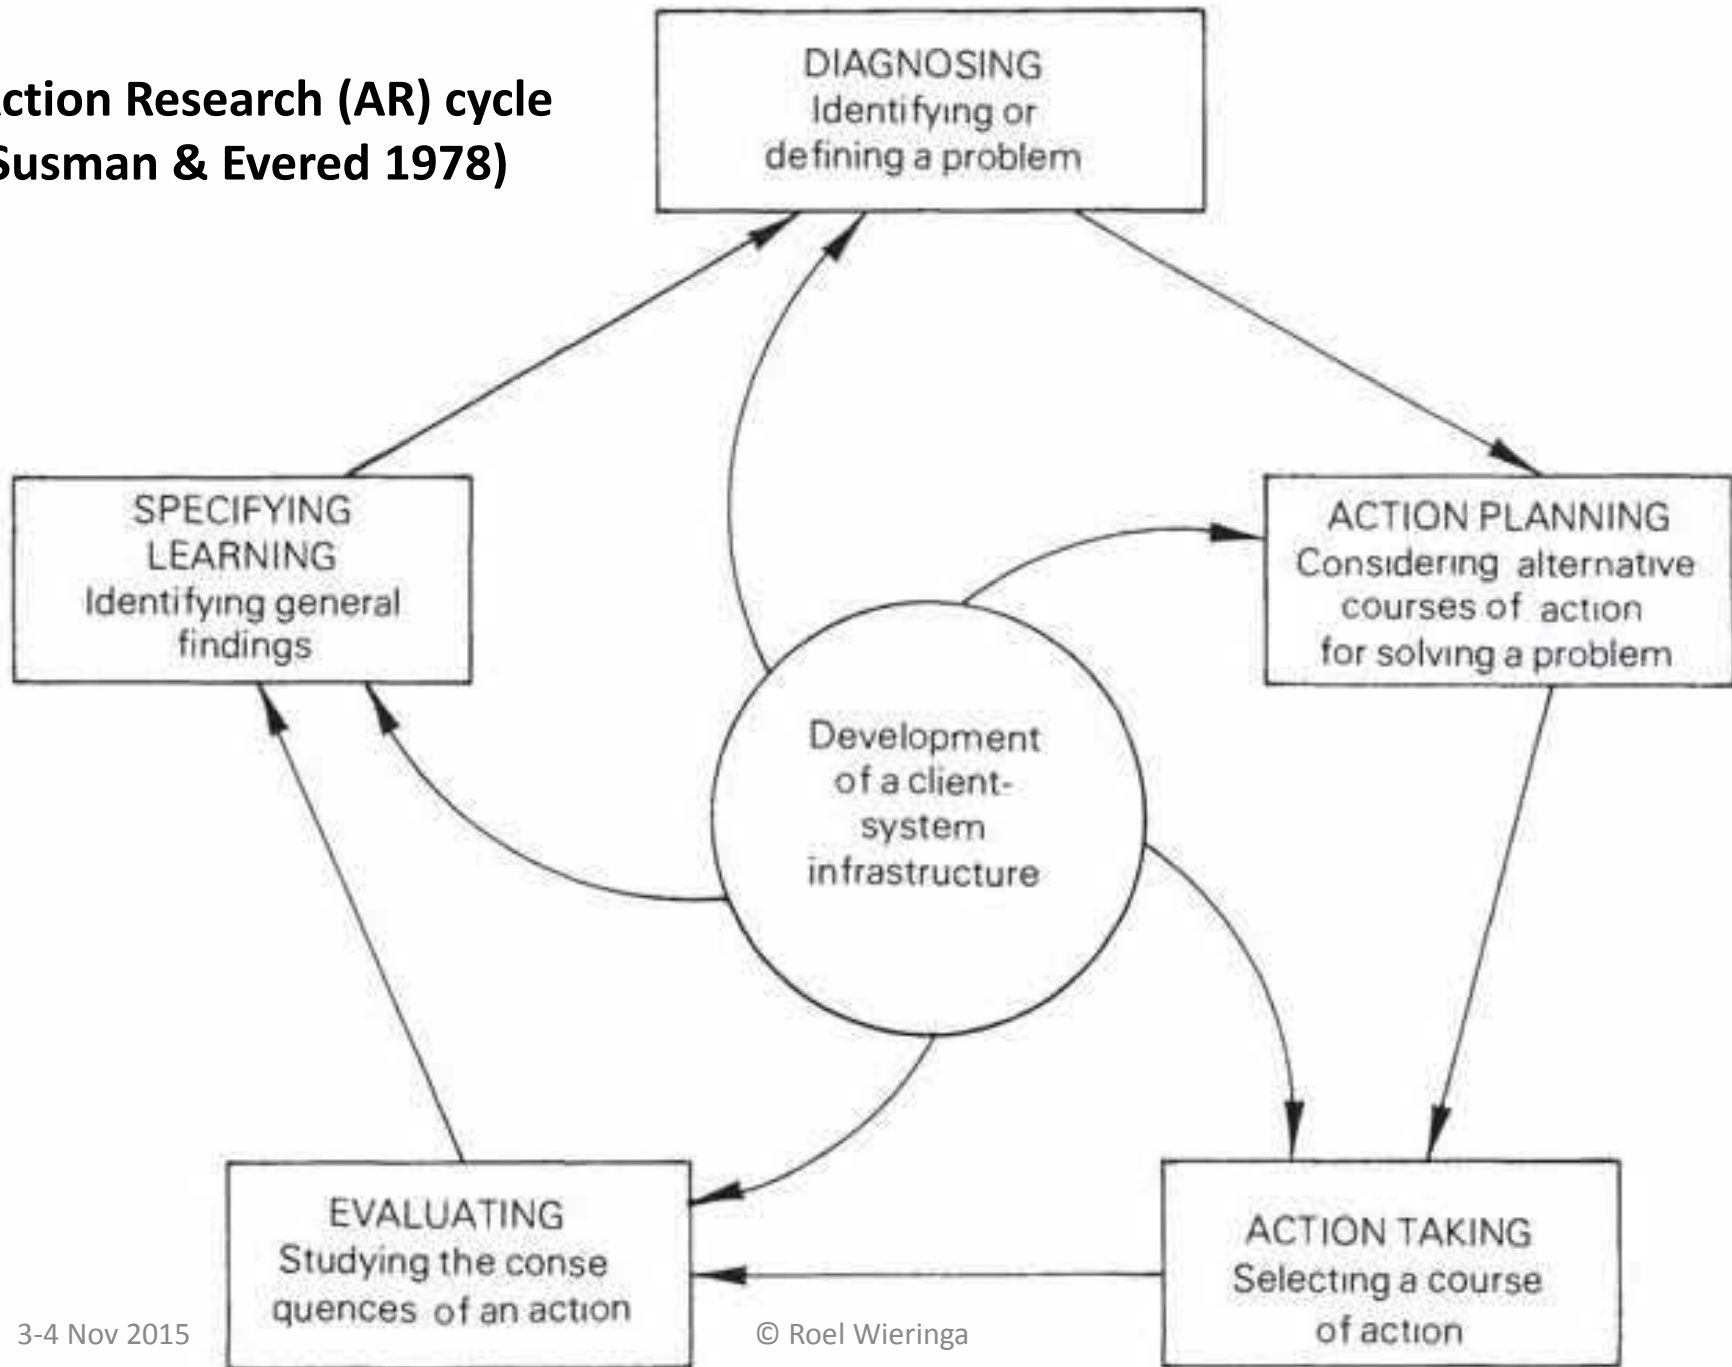 ction Research (AR) cycle
Susman & Evered 1978)
DIAGNOSING
Identifying or
defining a problem
SPECIFYING
LEARNING
Identifying general
findings
ACTION PLANNING
Considering alternative
courses of action
for solving a problem
Development
of a client-
system
infrastructure
EVALUATING
Studying the conse
quences of an action
ACTION TAKING
Selecting a course
of action
3-4 Nov 2015
© Roel Wieringa